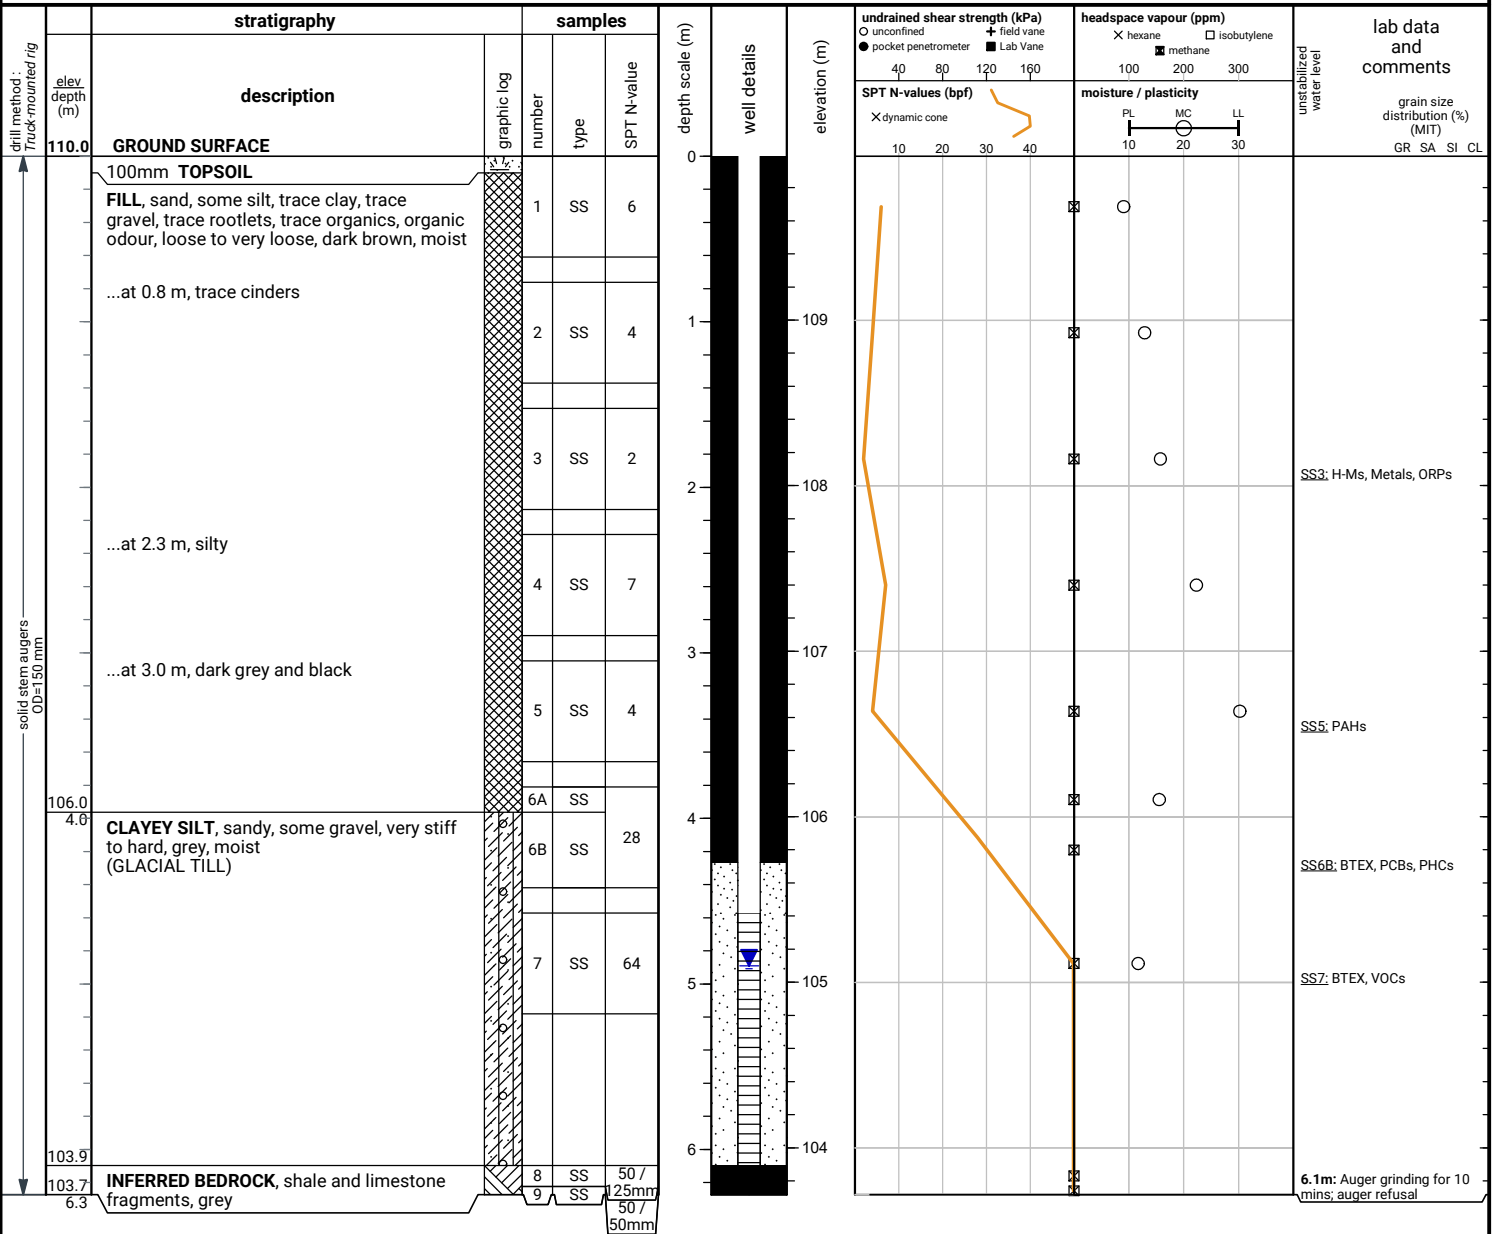 drill method :
Truck-mounted rig
stratigraphy
samples
elev
depth
(m)
description
graphic log
number
type
SPT N-value
depth scale (m)
well details
elevation (m)
undrained shear strength (kPa)
unconfined
field vane
pocket penetrometer
Lab Vane
40 80 120 160
SPT N-values (bpf)
dynamic cone
10 20 30 40
headspace vapour (ppm)
hexane
isobutylene
methane
100 200 300
moisture / plasticity
PL MC LL
10 20 30
unstabilized
water level
lab data
and
comments
grain size
distribution (%)
(MIT)
GR SA SI CL
110.0 GROUND SURFACE
0
100mm TOPSOIL
FILL, sand, some silt, trace clay, trace
gravel, trace rootlets, trace organics, organic
odour, loose to very loose, dark brown, moist
1 SS 6
...at 0.8 m, trace cinders
1
109
2 SS 4
3 SS 2
SS3: H-Ms, Metals, ORPs
2
108
...at 2.3 m, silty
4 SS 7
solid stem augers
OD=150 mm
3
107
...at 3.0 m, dark grey and black
5 SS 4
SS5: PAHs
106.0
4.0
6A SS
4
106
CLAYEY SILT, sandy, some gravel, very stiff
to hard, grey, moist
(GLACIAL TILL)
6B SS
28
SS6B: BTEX, PCBs, PHCs
7 SS 64
SS7: BTEX, VOCs
5
105
6
104
103.9
INFERRED BEDROCK, shale and limestone
fragments, grey
8 SS 50 /
125mm
103.7
6.3
9 SS
50 /
50mm
6.1m: Auger grinding for 10
mins; auger refusal